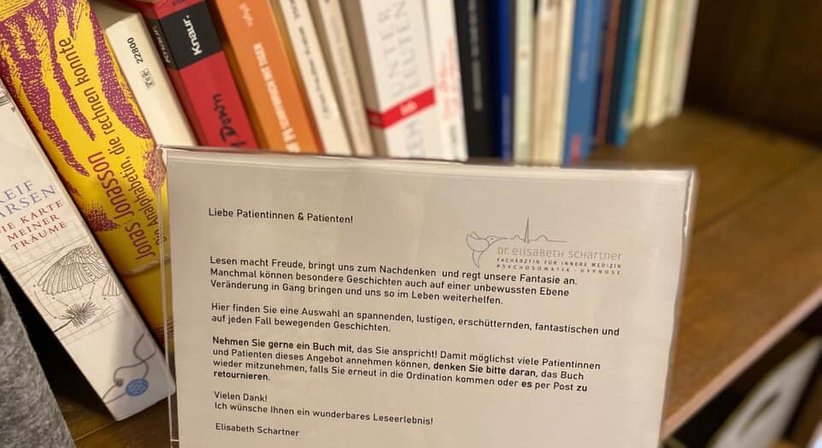 REIF
LARSEN
DIE KARTE
MEINER
TRÄUME
Jonas Jonasson
Die Analphabetin, die rechnen konnte
22800
Knaur.
Liebe Patientinnen & Patienten!
Dr. ELISABETH SCHARTNER
FACHÄRZTIN FÜR INNERE MEDIZIN
PSYCHOSOMATIK - HYPNOSE
Lesen macht Freude, bringt uns zum Nachdenken und regt unsere Fantasie an.
Manchmal können besondere Geschichten auch auf einer unbewussten Ebene
Veränderung in Gang bringen und uns so im Leben weiterhelfen.
Hier finden Sie eine Auswahl an spannenden, lustigen, erschütternden, fantastischen und
auf jeden Fall bewegenden Geschichten.
Nehmen Sie gerne ein Buch mit, das Sie anspricht! Damit möglichst viele Patientinnen
und Patienten dieses Angebot annehmen können, denken Sie bitte daran, das Buch
wieder mitzunehmen, falls Sie erneut in die Ordination kommen oder es per Post zu
retournieren.
Vielen Dank!
Ich wünsche Ihnen ein wunderbares Leseerlebnis!
Elisabeth Schartner